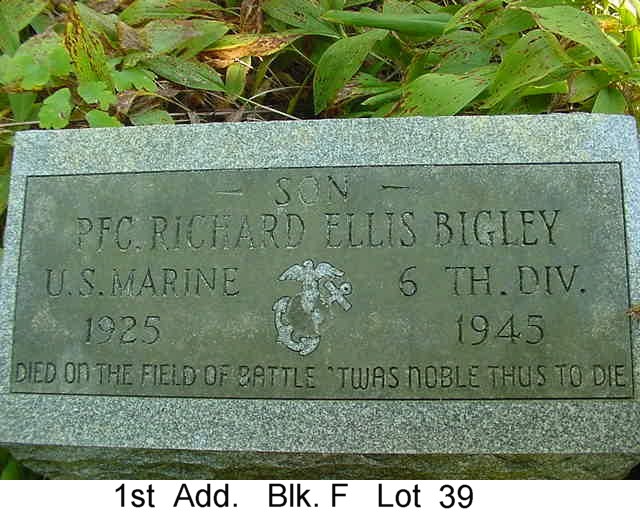 – SON –
PFC. RICHARD ELLIS BIGLEY
U.S. MARINE 6 TH. DIV.
1925 1945
DIED ON THE FIELD OF BATTLE 'TWAS NOBLE THUS TO DIE
1st Add. Blk. F Lot 39